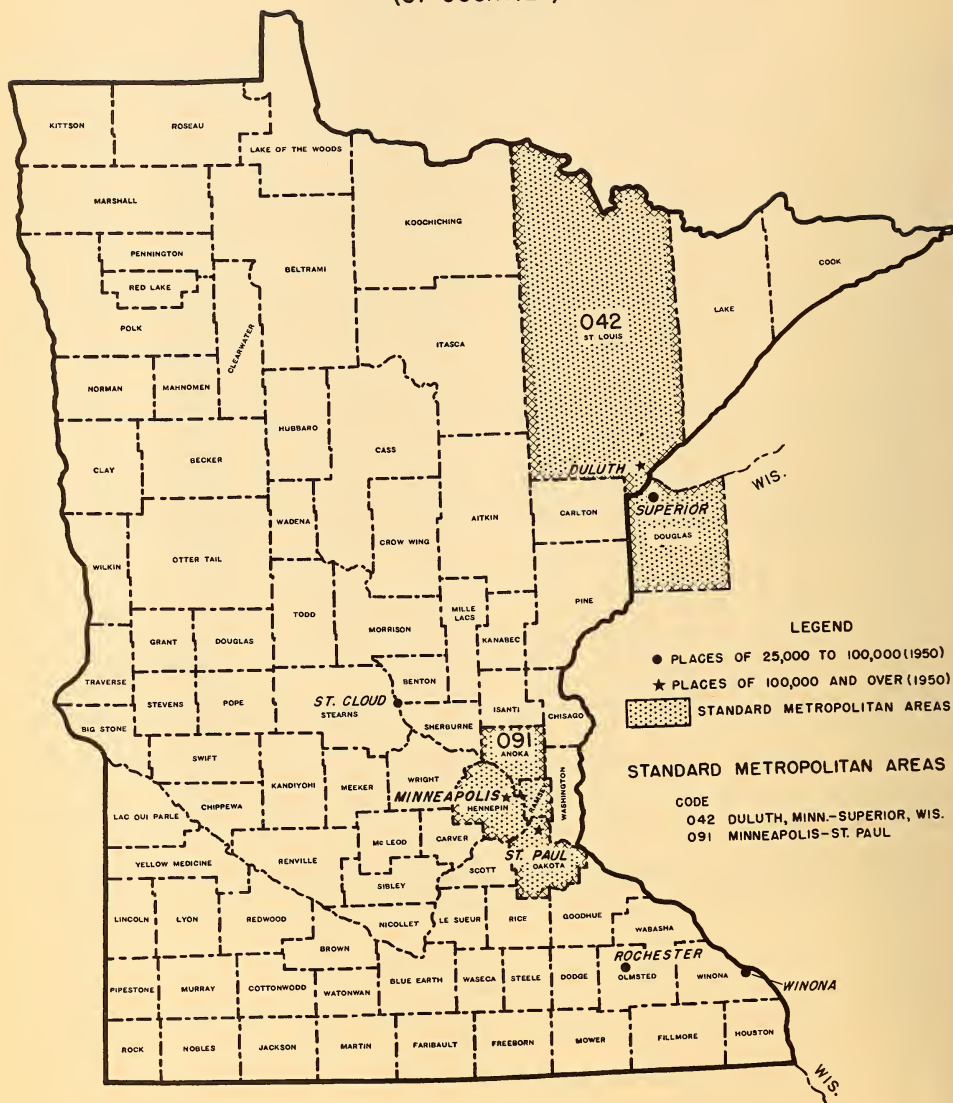 KITTSON
ROSEAU
LAKE OF THE WOODS
MARSHALL
KOOCHICHING
PENNINGTON
RED LAKE
BELTRAMI
COOK
LAKE
POLK
CLEARWATER
042
ST LOUIS
ITASCA
NORMAN
MAHNOMEN
HUBBARD
CASS
CLAY
BECKER
DULUTH
WIS.
SUPERIOR
DOUGLAS
WADENA
CROW WING
AITKIN
CARLTON
WILKIN
OTTER TAIL
TODD
MORRISON
MILLE
LACS
KANABEC
PINE
GRANT
DOUGLAS
TRAVERSE
BENTON
STEVENS
POPE
ST. CLOUD
STEARNS
SHERBURNE
ISANTI
CHISAGO
BIG STONE
091
ANOKA
SWIFT
KANDIYOHI
MEEKER
WRIGHT
MINNEAPOLIS
HENNEPIN
WASHINGTON
LAC QUI PARLE
CHIPPEWA
MC LEOD
CARVER
ST. PAUL
DAKOTA
YELLOW MEDICINE
RENVILLE
SCOTT
SIBLEY
LINCOLN
LYON
REDWOOD
NICOLLET
LE SUEUR
RICE
GOODHUE
WABASHA
BROWN
ROCHESTER
OLMSTED
WINONA
WINONA
PIPESTONE
MURRAY
COTTONWOOD
WATONWAN
BLUE EARTH
WASECA
STEELE
DODGE
ROCK
NOBLES
JACKSON
MARTIN
FARIBAULT
FREEBORN
MOWER
FILLMORE
HOUSTON
WIS.
LEGEND
● PLACES OF 25,000 TO 100,000 (1950)
★ PLACES OF 100,000 AND OVER (1950)
STANDARD METROPOLITAN AREAS
STANDARD METROPOLITAN AREAS
CODE
042 DULUTH, MINN.-SUPERIOR, WIS.
091 MINNEAPOLIS-ST. PAUL